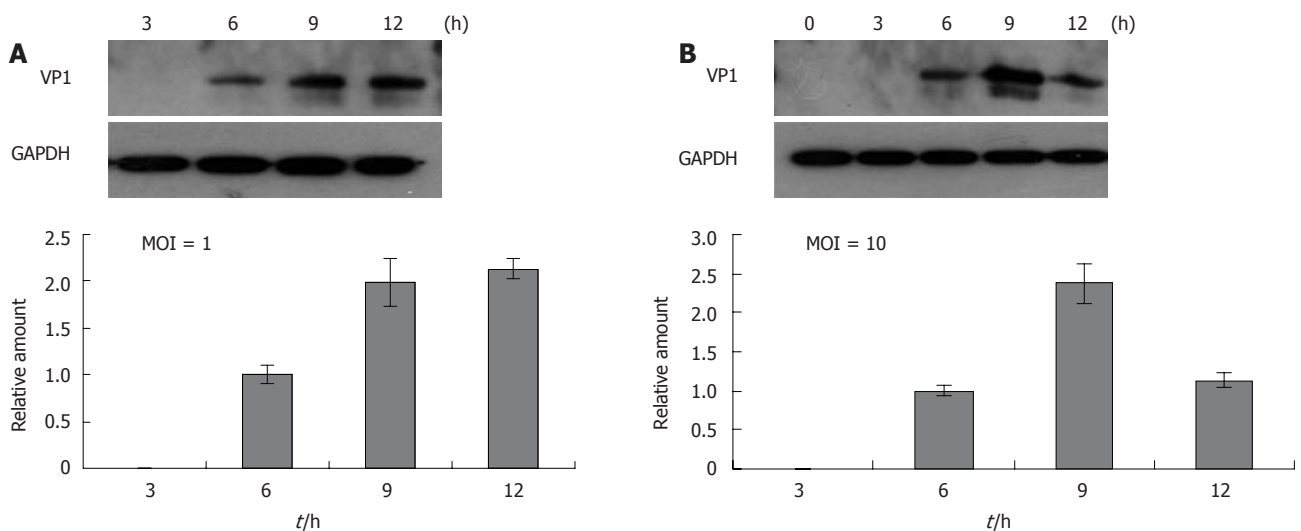 3 6 9 12 (h)
A
VP1
GAPDH
2.5
MOI = 1
2.0
1.5
1.0
0.5
0
Relative amount
3 6 9 12
t/h
0 3 6 9 12 (h)
B
VP1
GAPDH
3.0
MOI = 10
2.5
2.0
1.5
1.0
0.5
0
Relative amount
3 6 9 12
t/h